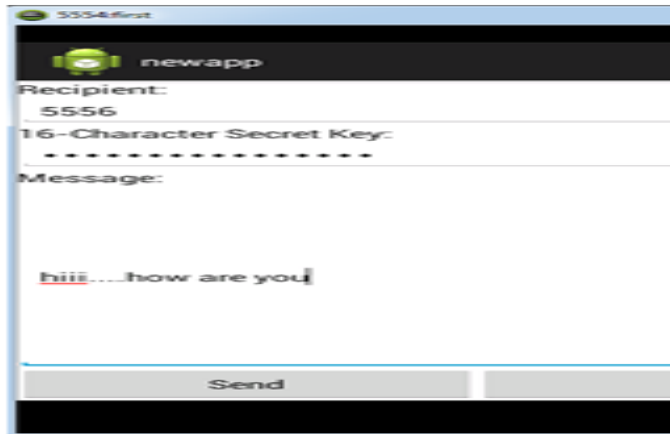 5554:first
newapp
Recipient:
5556
16-Character Secret Key:
••••••••••••••••
Message:
hiii....how are you
Send